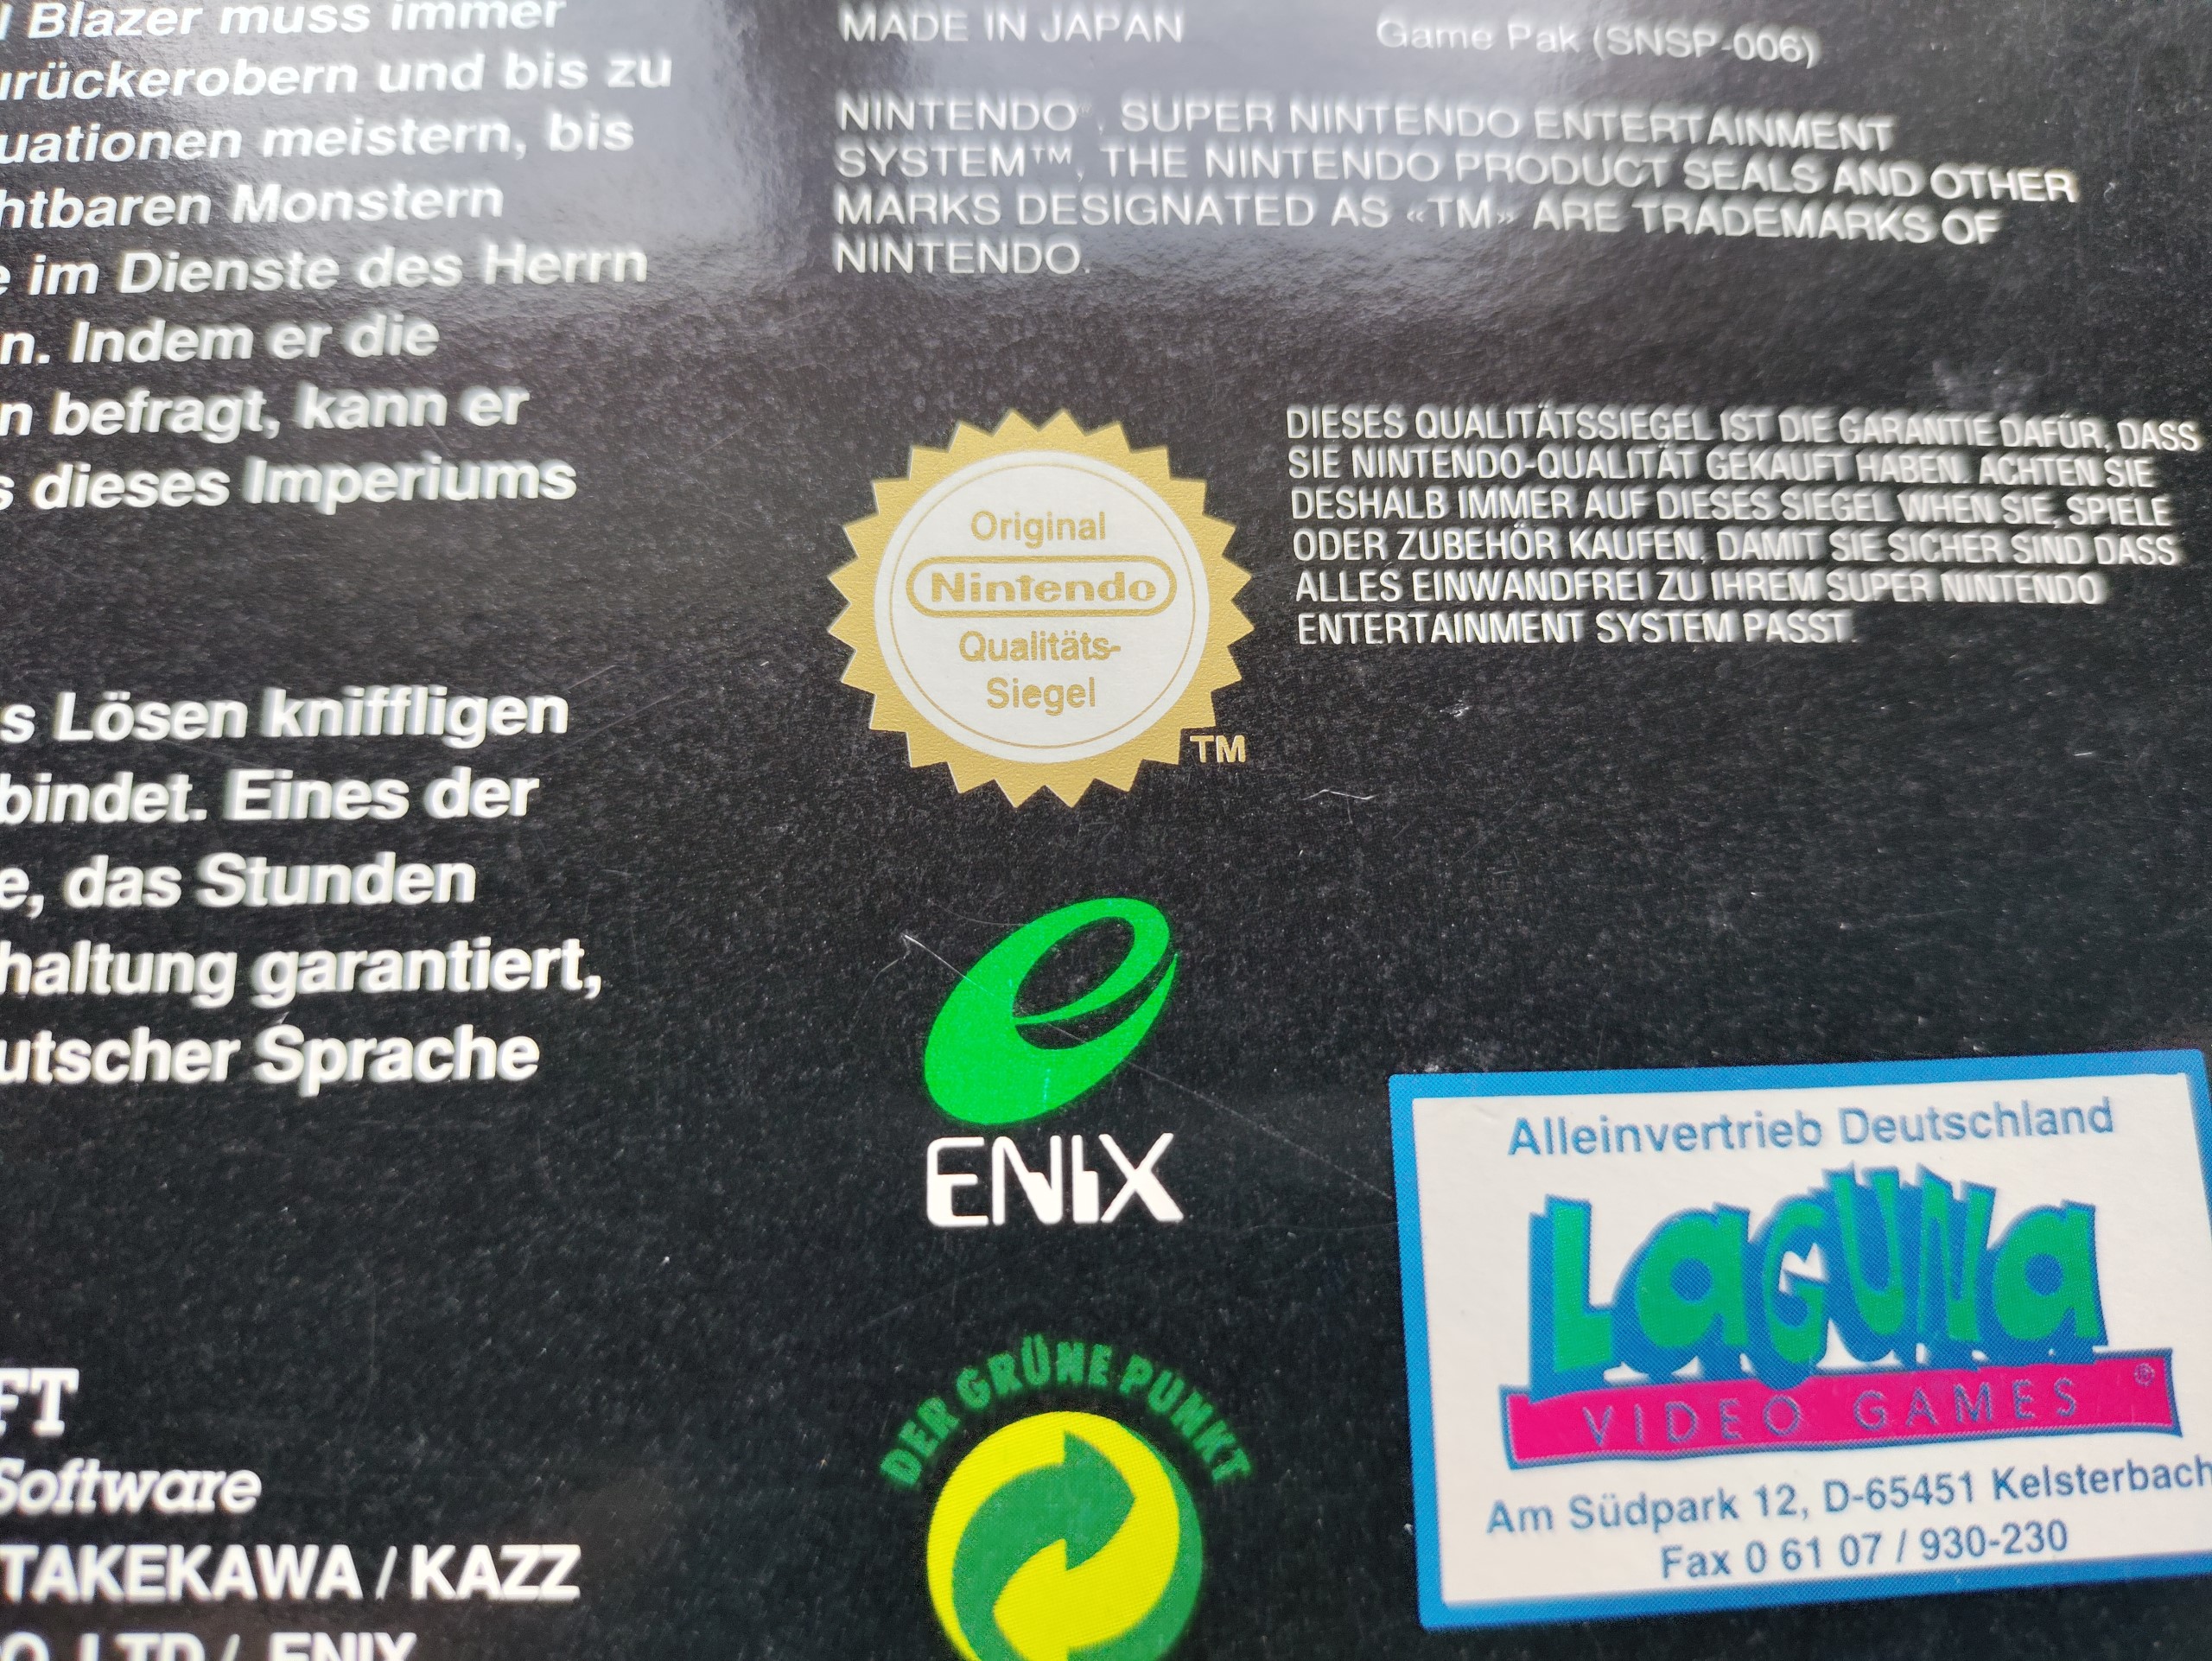 Blazer muss immer
urückerobern und bis zu
uationen meistern, bis
htbaren Monstern
e im Dienste des Herrn
n. Indem er die
n befragt, kann er
s dieses Imperiums
s Lösen kniffligen
bindet. Eines der
e, das Stunden
haltung garantiert,
utscher Sprache
FT
Software
TAKEKAWA / KAZZ
O.,LTD/ ENIX
MADE IN JAPAN
Game Pak (SNSP-006)
NINTENDO™, SUPER NINTENDO ENTERTAINMENT
SYSTEM™, THE NINTENDO PRODUCT SEALS AND OTHER
MARKS DESIGNATED AS «TM» ARE TRADEMARKS OF
NINTENDO.
Original
Nintendo
Qualitäts-
Siegel
TM
DIESES QUALITÄTSSIEGEL IST DIE GARANTIE DAFÜR, DASS
SIE NINTENDO-QUALITÄT GEKAUFT HABEN. ACHTEN SIE
DESHALB IMMER AUF DIESES SIEGEL WHEN SIE, SPIELE
ODER ZUBEHÖR KAUFEN, DAMIT SIE SICHER SIND DASS
ALLES EINWANDFREI ZU IHREM SUPER NINTENDO
ENTERTAINMENT SYSTEM PASST.
ENIX
DER GRÜNE PUNKT
Alleinvertrieb Deutschland
LaGUNa
VIDEO GAMES ®
Am Südpark 12, D-65451 Kelsterbach
Fax 0 61 07 / 930-230